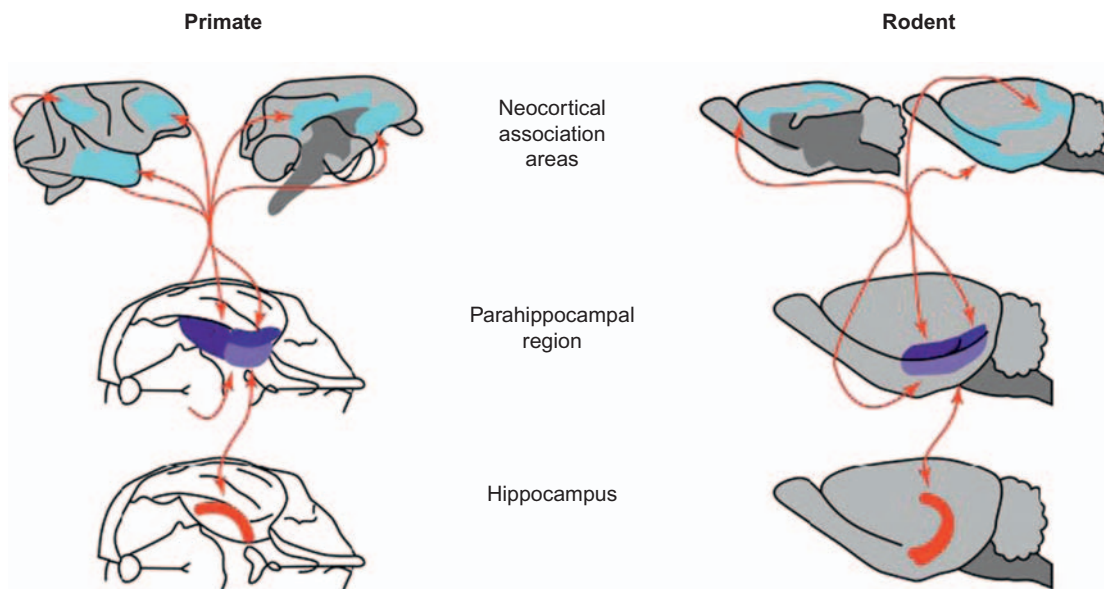 Primate
Rodent
Neocortical
association
areas
Parahippocampal
region
Hippocampus